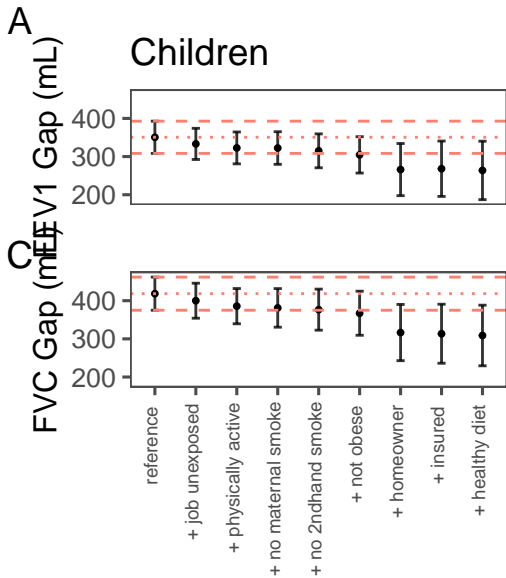 A
Children
FEV1 Gap (mL)
400
300
200
C
FVC Gap (mL)
400
300
200
reference
+ job unexposed
+ physically active
+ no maternal smoke
+ no 2ndhand smoke
+ not obese
+ homeowner
+ insured
+ healthy diet